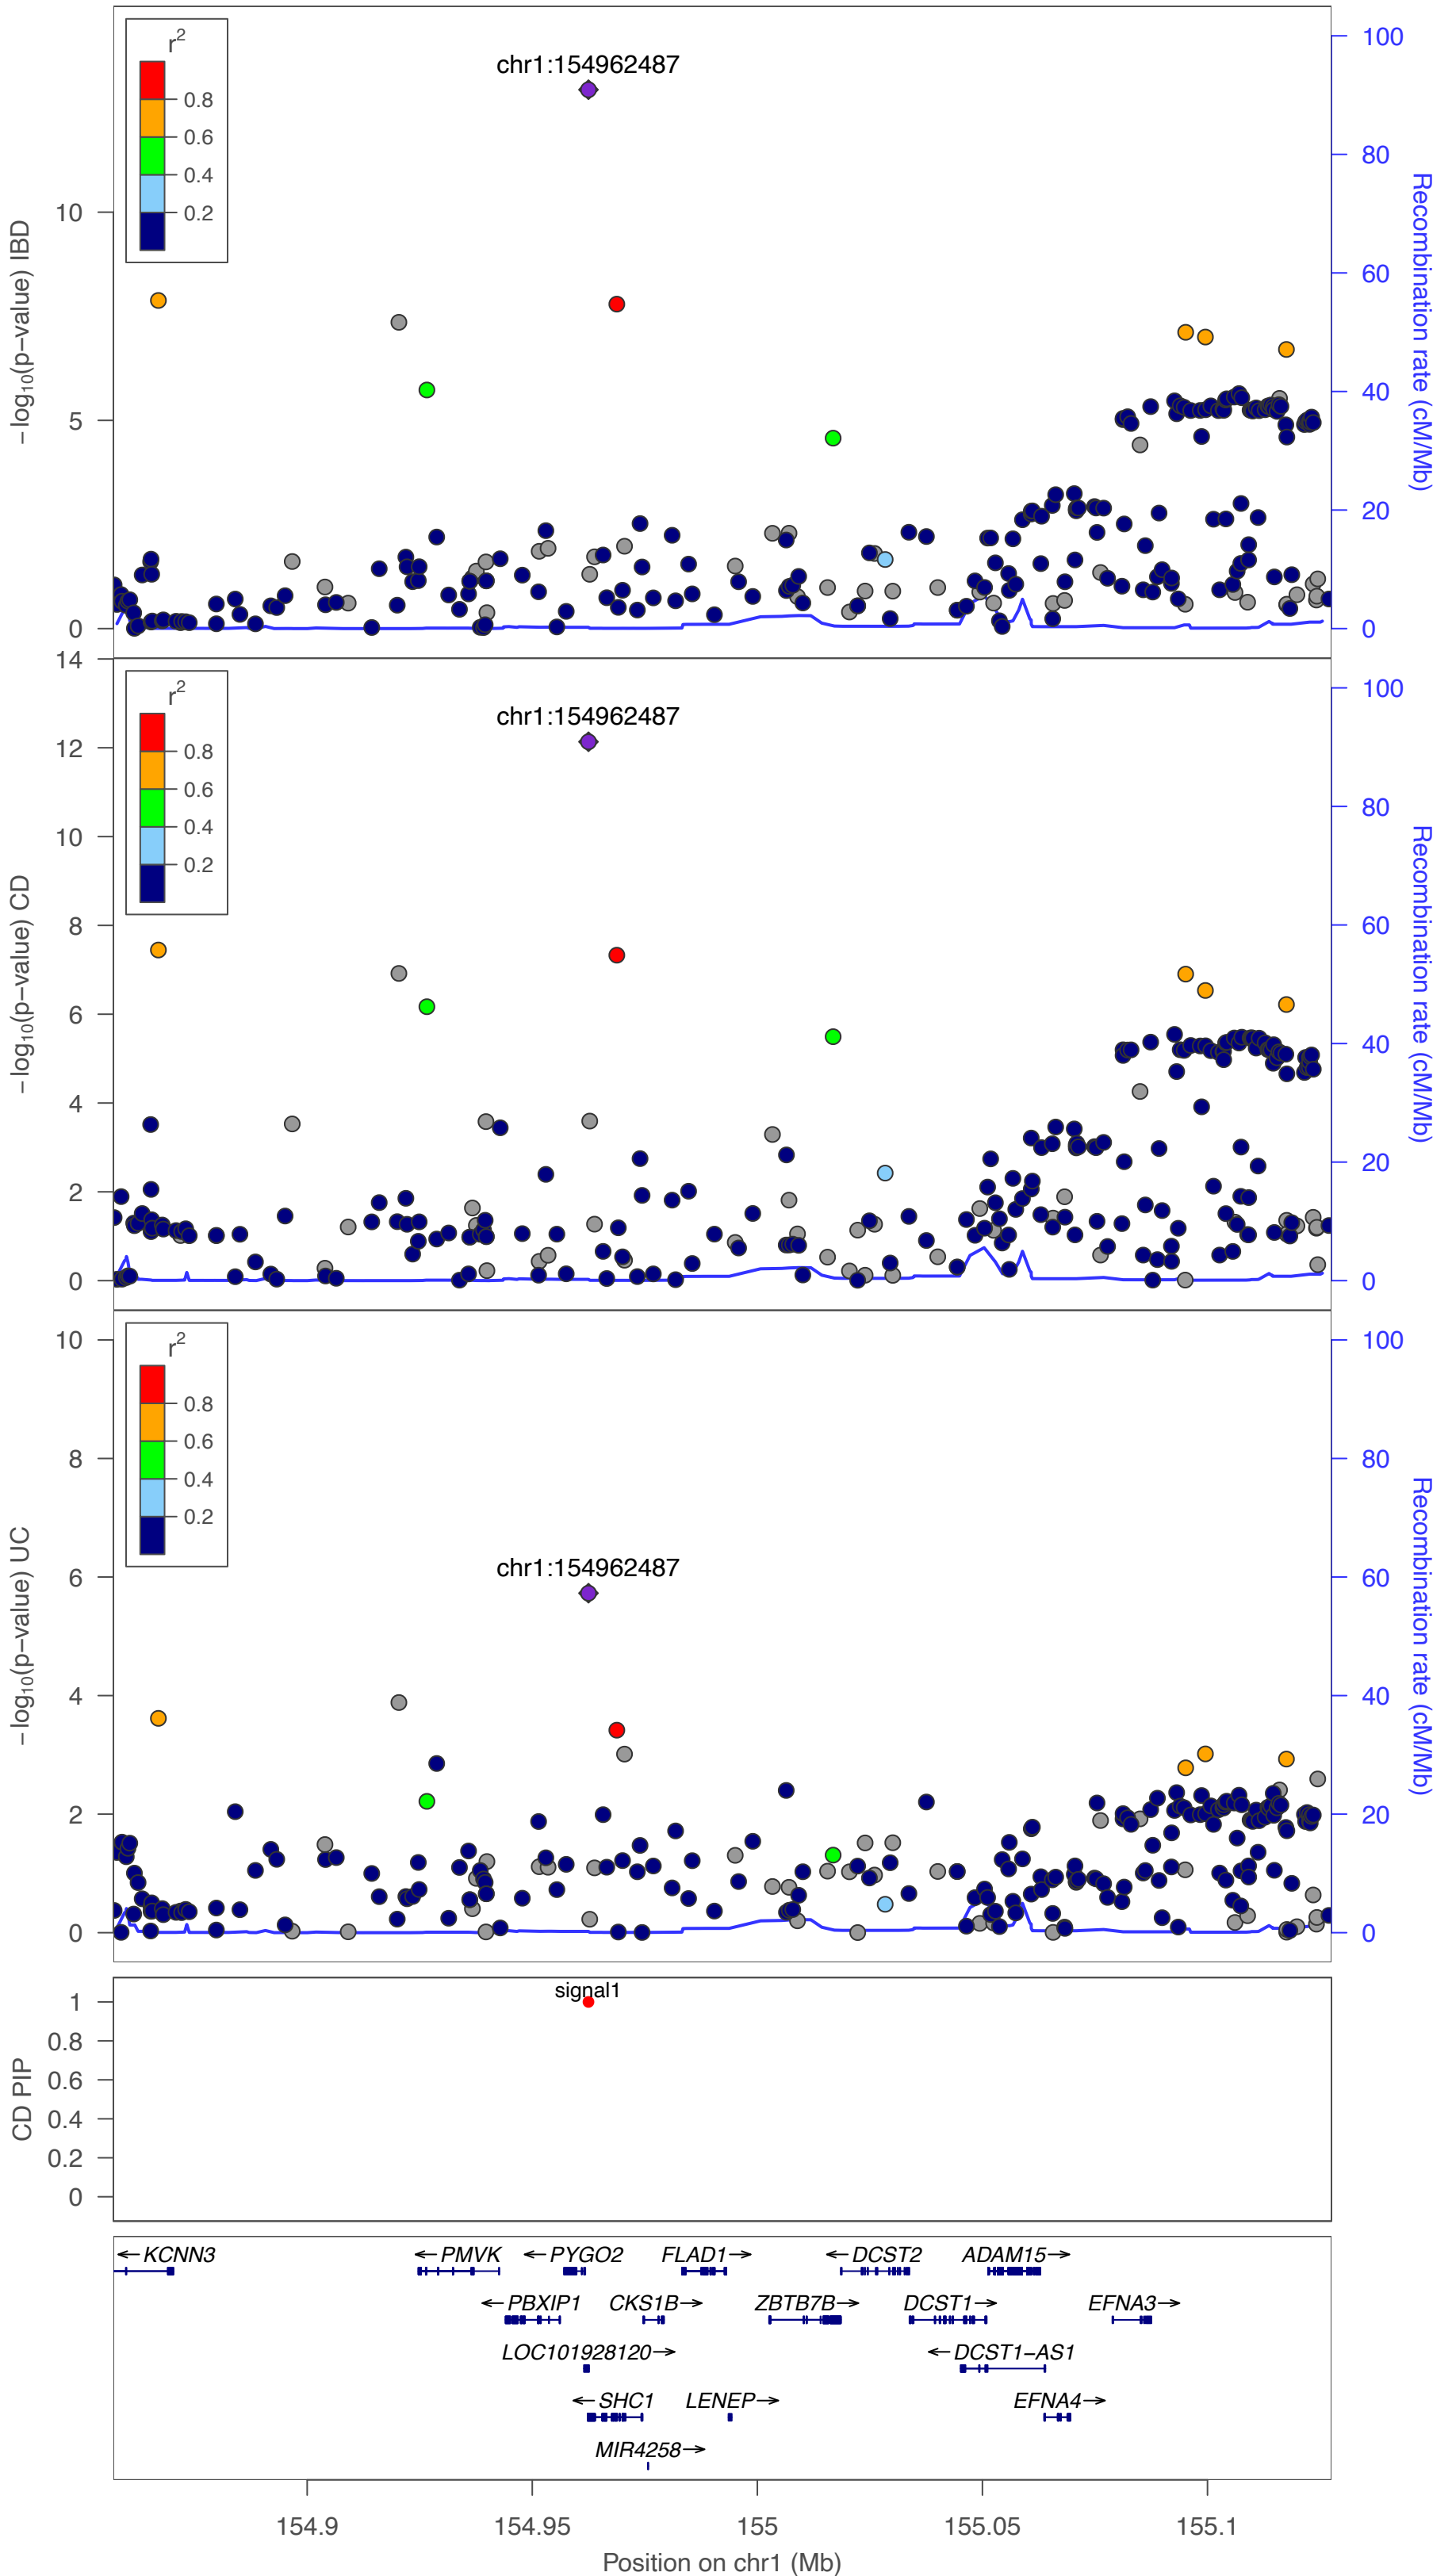 r2
0.8
0.6
0.4
0.2
chr1:154962487
10
5
0
−log10(p−value) IBD
100
80
60
40
20
0
Recombination rate (cM/Mb)
r2
0.8
0.6
0.4
0.2
chr1:154962487
14
12
10
8
6
4
2
0
−log10(p−value) CD
100
80
60
40
20
0
Recombination rate (cM/Mb)
r2
0.8
0.6
0.4
0.2
chr1:154962487
10
8
6
4
2
0
−log10(p−value) UC
100
80
60
40
20
0
Recombination rate (cM/Mb)
signal1
1
0.8
0.6
0.4
0.2
0
CD PIP
←KCNN3 ←PMVK ←PYGO2 FLAD1→ ←DCST2 ADAM15→
←PBXIP1 CKS1B→ ZBTB7B→ DCST1→ EFNA3→
LOC101928120→ ←DCST1−AS1
←SHC1 LENEP→ EFNA4→
MIR4258→
154.9 154.95 155 155.05 155.1
Position on chr1 (Mb)